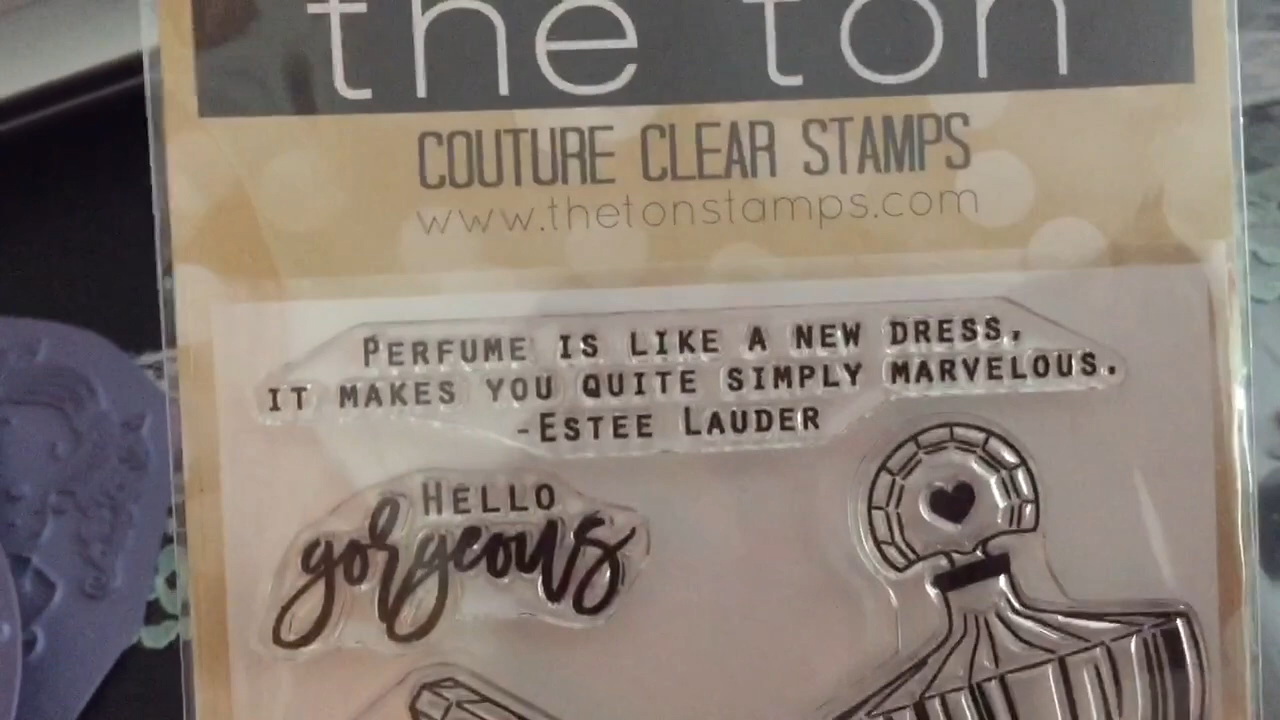 the ton
COUTURE CLEAR STAMPS
www.thetonstamps.com
PERFUME IS LIKE A NEW DRESS,
IT MAKES YOU QUITE SIMPLY MARVELOUS.
-ESTEE LAUDER
HELLO
gorgeous